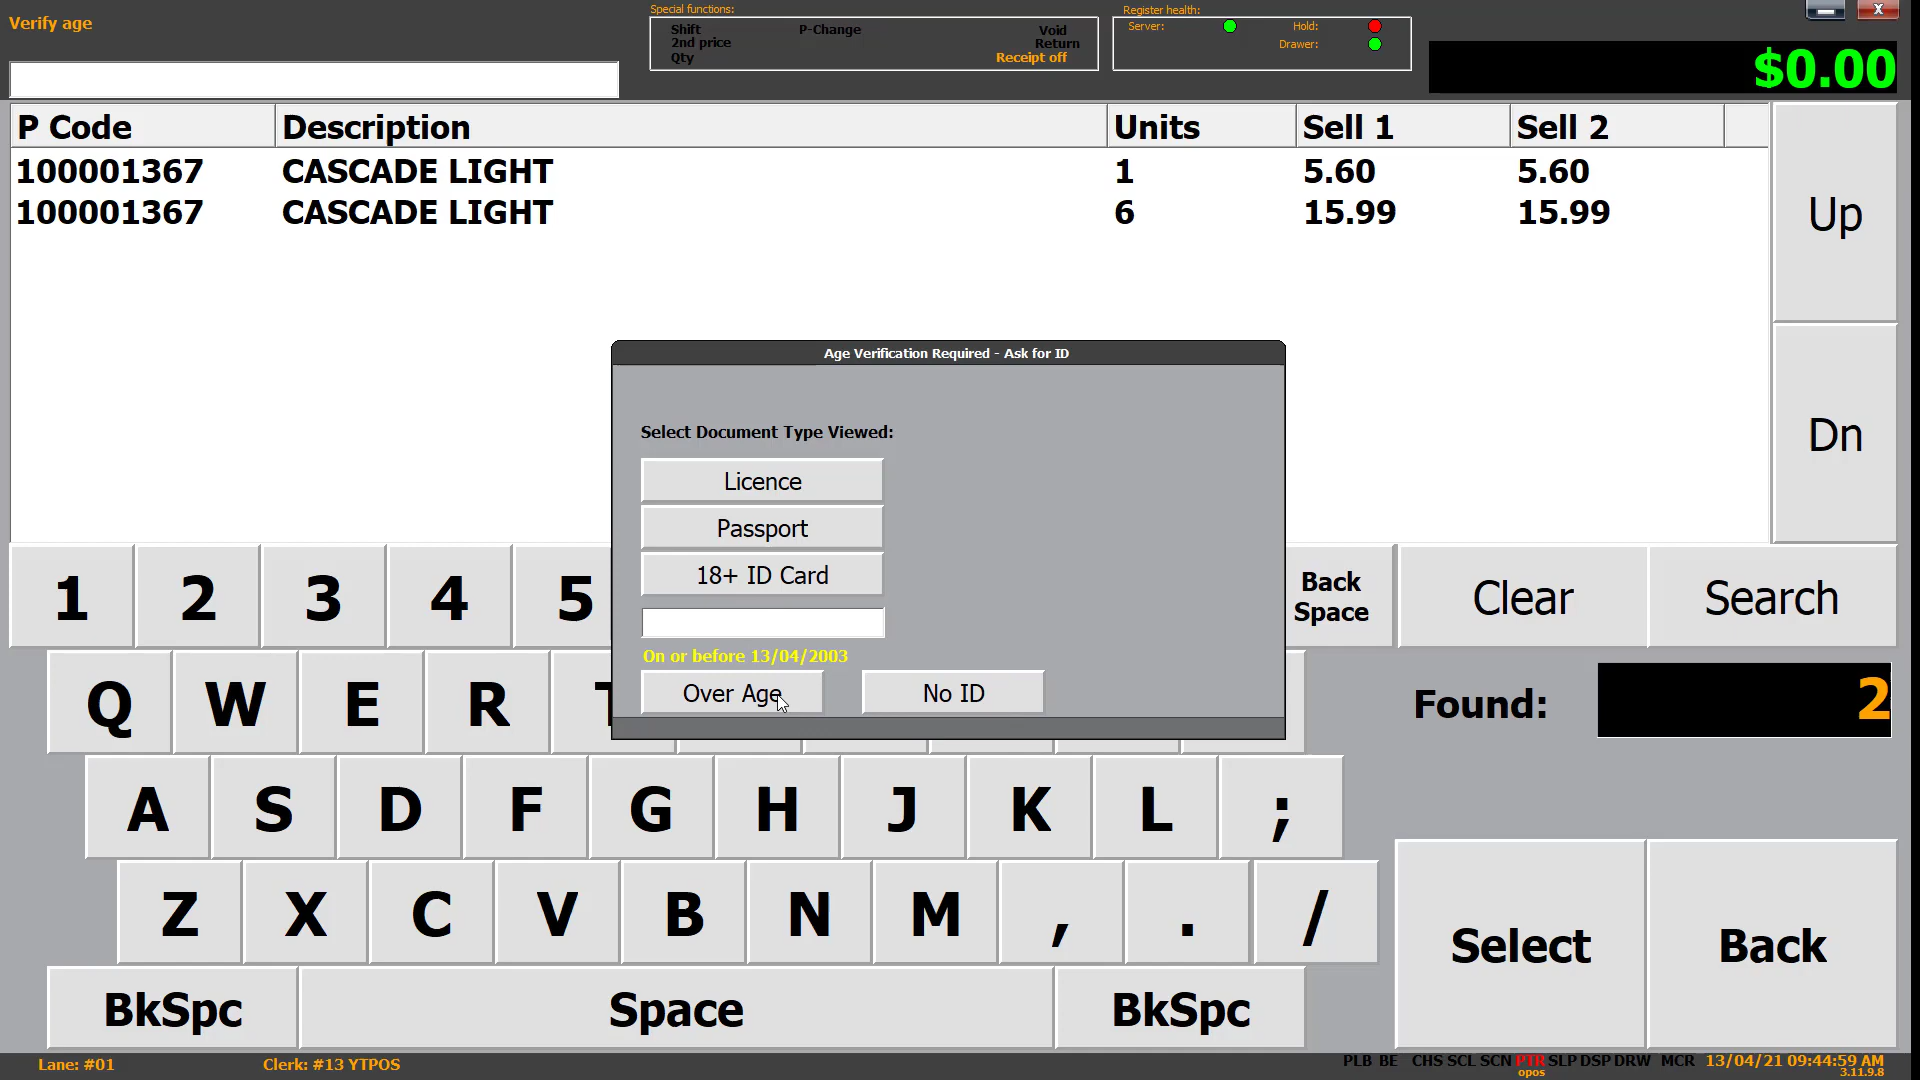 Verify age
Special functions:
Shift P-Change Void
2nd price Return
Qty Receipt off
Register health:
Server: Hold:
Drawer:
X
$0.00
P Code Description Units Sell 1 Sell 2
100001367 CASCADE LIGHT 1 5.60 5.60
100001367 CASCADE LIGHT 6 15.99 15.99
Up
Dn
Age Verification Required - Ask for ID
Select Document Type Viewed:
Licence
Passport
18+ ID Card
On or before 13/04/2003
Over Age No ID
1 2 3 4 5 Back Space Clear Search
Q W E R T
Found: 2
A S D F G H J K L ;
Z X C V B N M , . /
Select Back
BkSpc Space BkSpc
Lane: #01 Clerk: #13 YTPOS
PLB BE CHS SCL SCN PTR SLP DSP DRW MCR 13/04/21 09:44:59 AM
opos 3.11.9.8